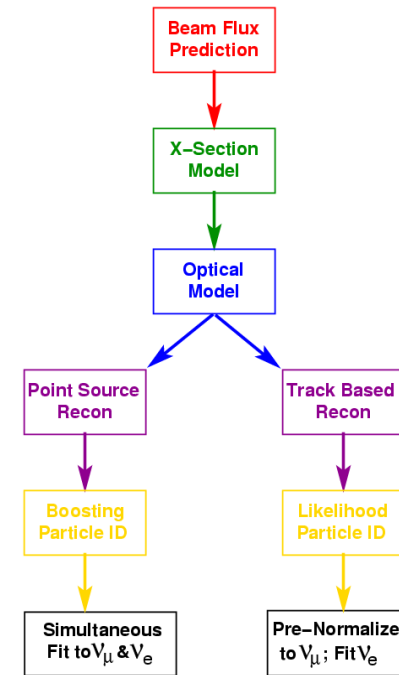 Beam Flux
Prediction
X-Section
Model
Optical
Model
Point Source
Recon
Track Based
Recon
Boosting
Particle ID
Likelihood
Particle ID
Simultaneous
Fit to νμ & νe
Pre-Normalize
to νμ; Fit νe